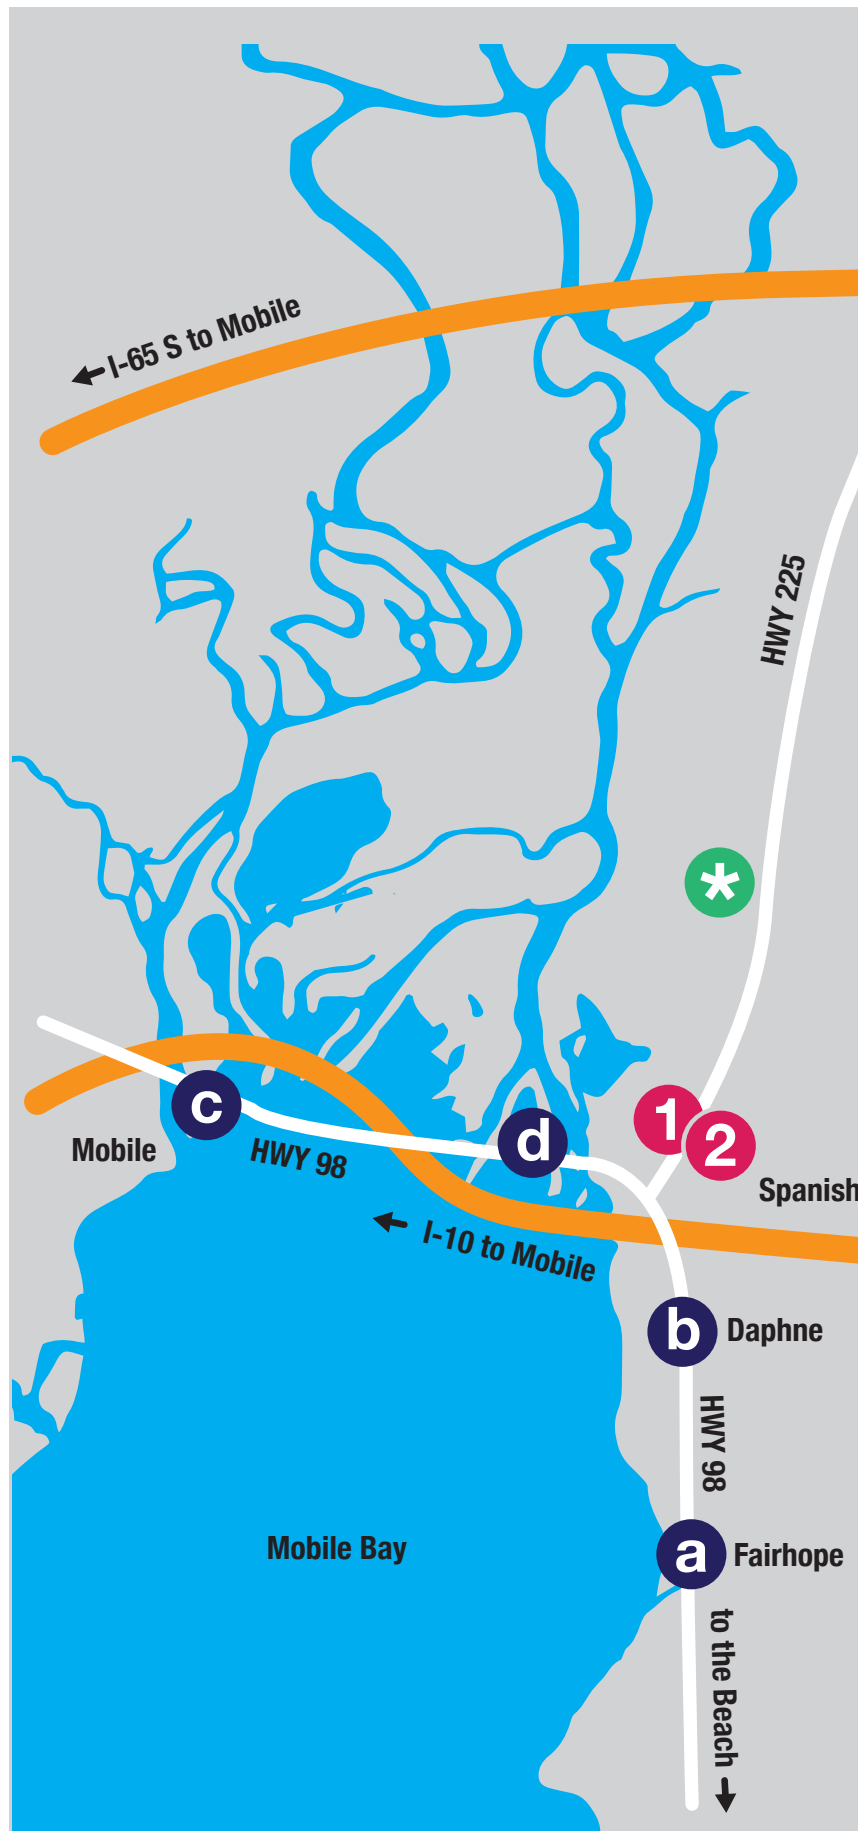 I-65 S to Mobile
HWY 225
*
1
2
c
d
Mobile
HWY 98
Spanish
I-10 to Mobile
b
Daphne
HWY 98
Mobile Bay
a
Fairhope
to the Beach